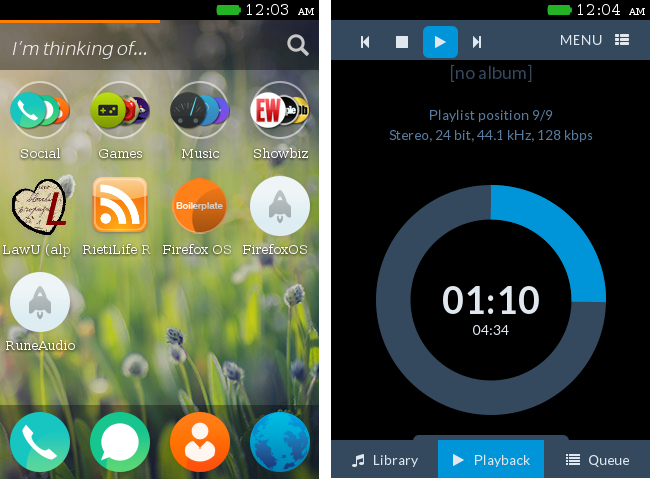 12:03 AM
I'm thinking of...
Social Games Music Showbiz
EW
Boilerplate
LawU (alp RietiLife R Firefox OS FirefoxOS
RuneAudio
12:04 AM
MENU
[no album]
Playlist position 9/9
Stereo, 24 bit, 44.1 kHz, 128 kbps
01:10
04:34
Library Playback Queue